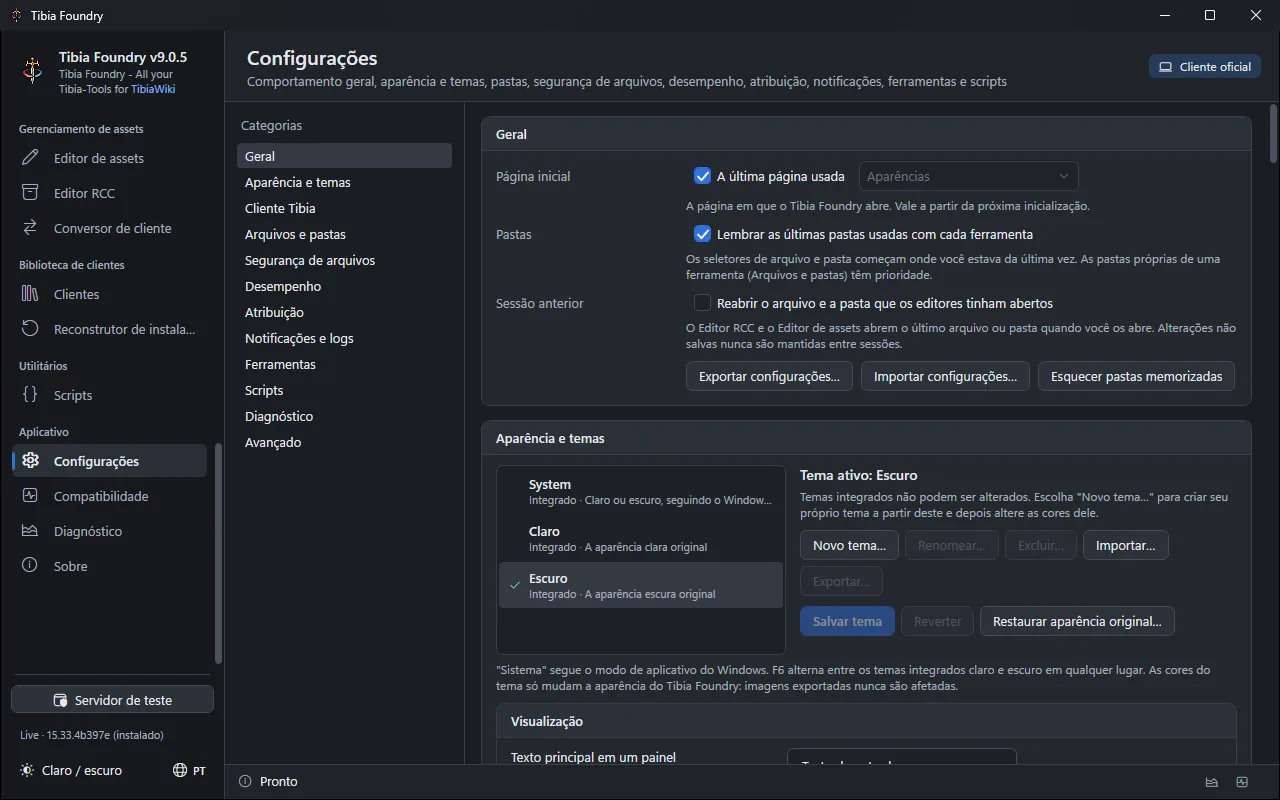 Tibia Foundry
Tibia Foundry v9.0.5
Tibia Foundry - All your
Tibia-Tools for TibiaWiki
Gerenciamento de assets
Editor de assets
Editor RCC
Conversor de cliente
Biblioteca de clientes
Clientes
Reconstrutor de instala...
Utilitários
Scripts
Aplicativo
Configurações
Compatibilidade
Diagnóstico
Sobre
Servidor de teste
Live · 15.33.4b397e (instalado)
Claro / escuro
PT
Configurações
Comportamento geral, aparência e temas, pastas, segurança de arquivos, desempenho, atribuição, notificações, ferramentas e scripts
Cliente oficial
Categorias
Geral
Aparência e temas
Cliente Tibia
Arquivos e pastas
Segurança de arquivos
Desempenho
Atribuição
Notificações e logs
Ferramentas
Scripts
Diagnóstico
Avançado
Geral
Página inicial
A última página usada
Aparências
A página em que o Tibia Foundry abre. Vale a partir da próxima inicialização.
Pastas
Lembrar as últimas pastas usadas com cada ferramenta
Os seletores de arquivo e pasta começam onde você estava da última vez. As pastas próprias de uma
ferramenta (Arquivos e pastas) têm prioridade.
Sessão anterior
Reabrir o arquivo e a pasta que os editores tinham abertos
O Editor RCC e o Editor de assets abrem o último arquivo ou pasta quando você os abre. Alterações não
salvas nunca são mantidas entre sessões.
Exportar configurações...
Importar configurações...
Esquecer pastas memorizadas
Aparência e temas
System
Integrado · Claro ou escuro, seguindo o Window...
Claro
Integrado · A aparência clara original
Escuro
Integrado · A aparência escura original
Tema ativo: Escuro
Temas integrados não podem ser alterados. Escolha "Novo tema..." para criar seu
próprio tema a partir deste e depois altere as cores dele.
Novo tema...
Renomear...
Excluir...
Importar...
Exportar...
Salvar tema
Reverter
Restaurar aparência original...
"Sistema" segue o modo de aplicativo do Windows. F6 alterna entre os temas integrados claro e escuro em qualquer lugar. As cores do
tema só mudam a aparência do Tibia Foundry: imagens exportadas nunca são afetadas.
Visualização
Texto principal em um painel
Pronto